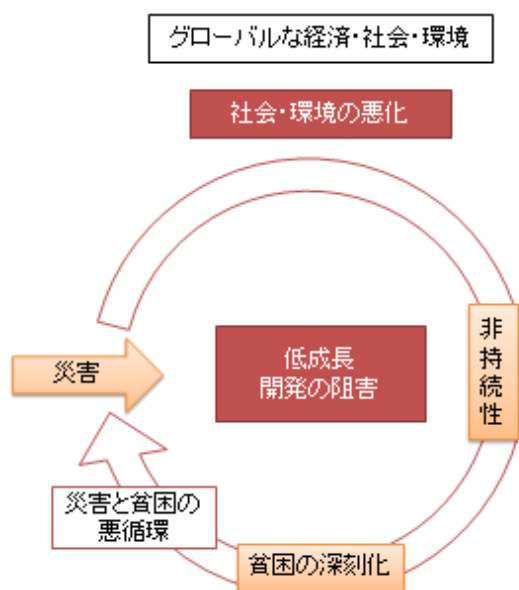 グローバルな経済・社会・環境
社会・環境の悪化
災害
低成長
開発の阻害
非持続性
災害と貧困の
悪循環
貧困の深刻化